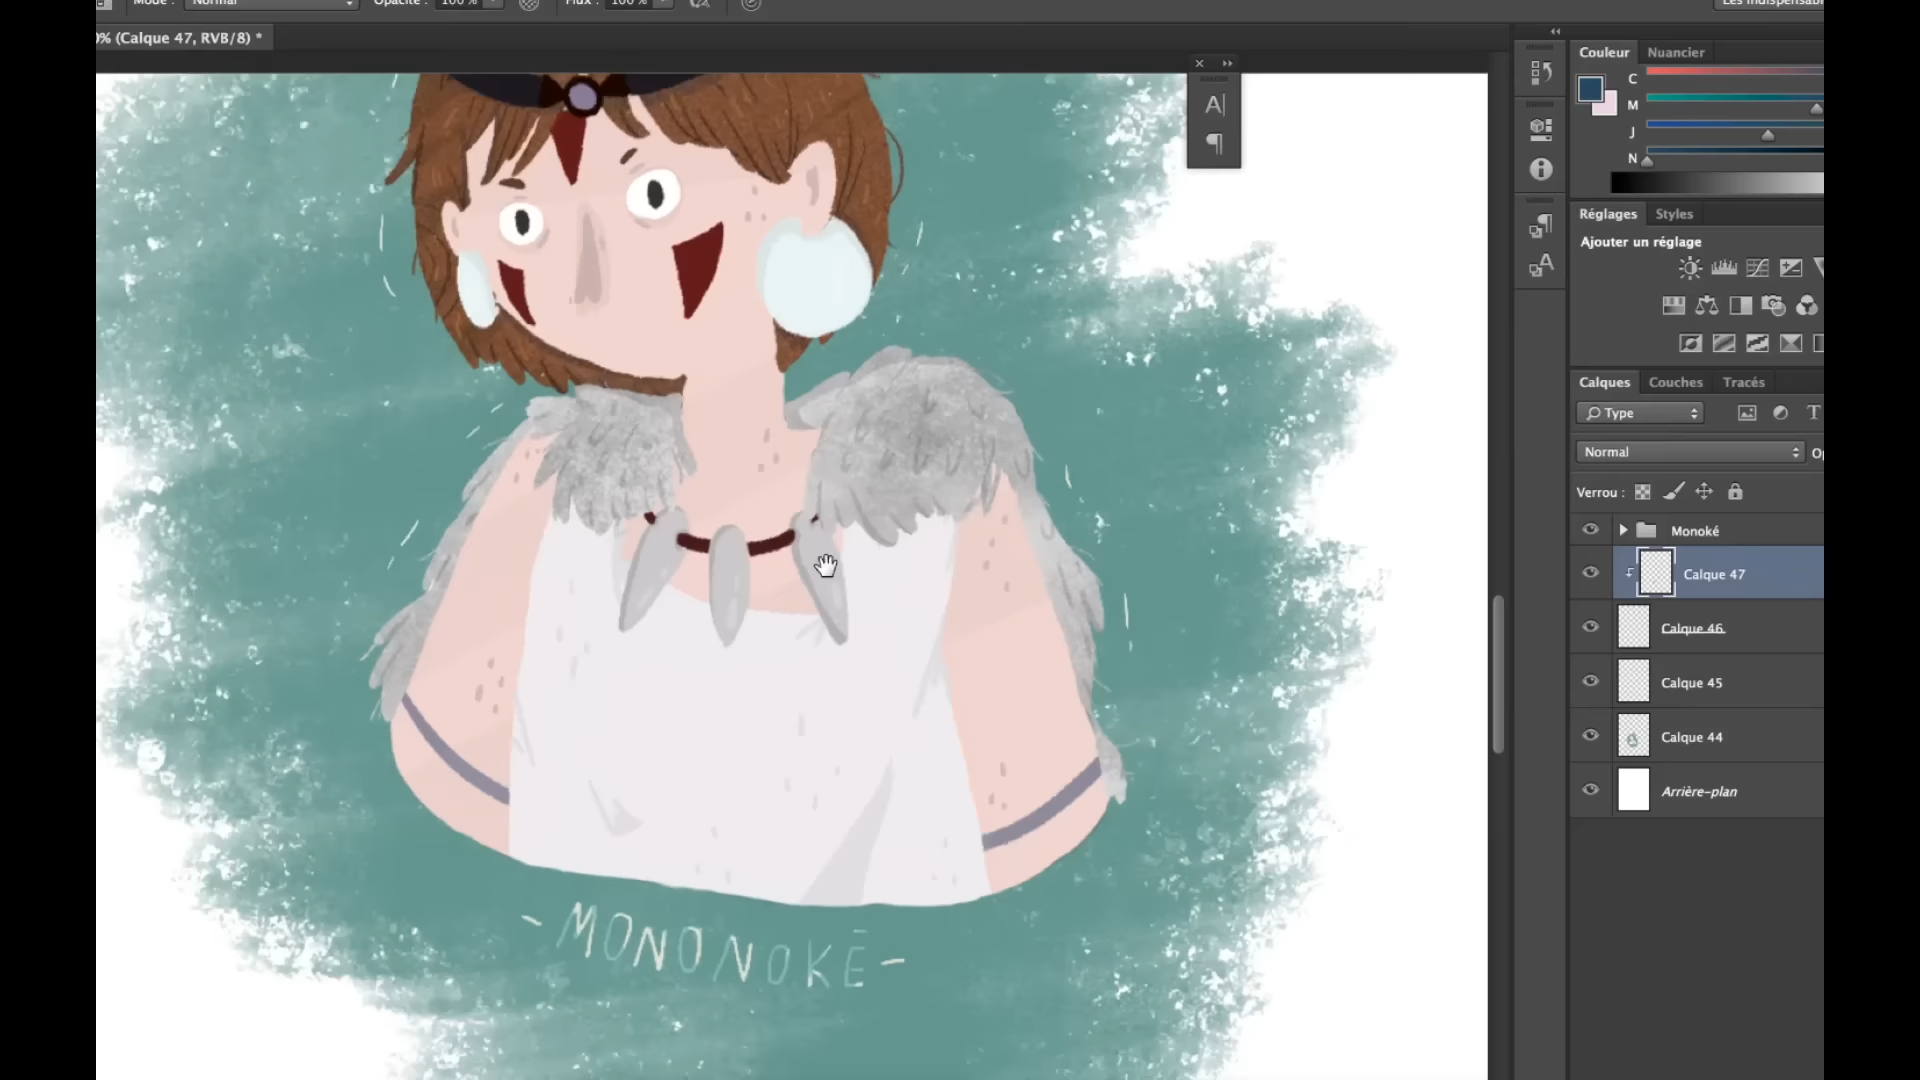 Mode : Normal Opacité : 100 % Flux : 100 %
% (Calque 47, RVB/8) *
Couleur Nuancier
C
M
J
N
A
¶
Réglages Styles
Ajouter un réglage
Calques Couches Tracés
Type T
Normal
Verrou :
Monoké
Calque 47
Calque 46
Calque 45
Calque 44
Arrière-plan
- MONONOKÉ -